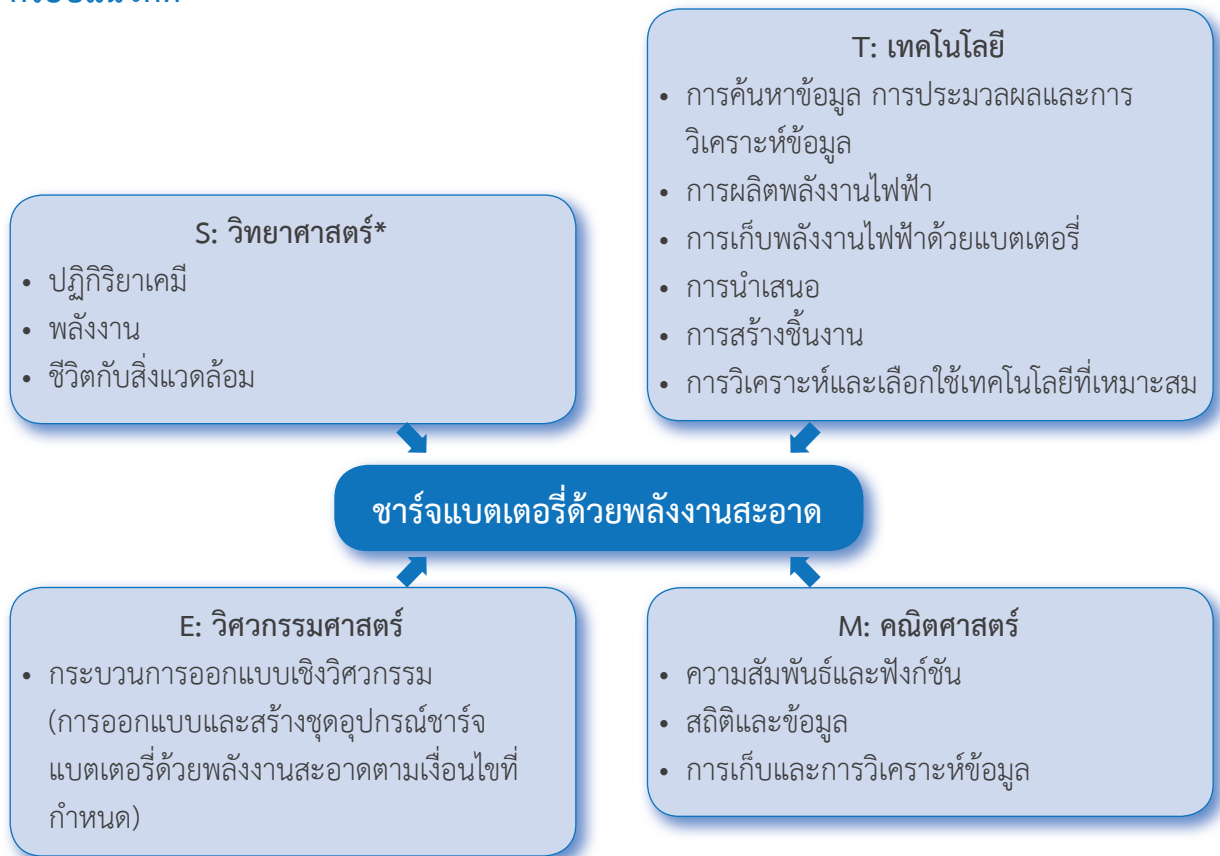 T: เทคโนโลยี
• การค้นหาข้อมูล การประมวลผลและการ
วิเคราะห์ข้อมูล
• การผลิตพลังงานไฟฟ้า
• การเก็บพลังงานไฟฟ้าด้วยแบตเตอรี่
• การนำเสนอ
• การสร้างชิ้นงาน
• การวิเคราะห์และเลือกใช้เทคโนโลยีที่เหมาะสม
S: วิทยาศาสตร์*
• ปฏิกิริยาเคมี
• พลังงาน
• ชีวิตกับสิ่งแวดล้อม
ชาร์จแบตเตอรี่ด้วยพลังงานสะอาด
E: วิศวกรรมศาสตร์
• กระบวนการออกแบบเชิงวิศวกรรม
(การออกแบบและสร้างชุดอุปกรณ์ชาร์จ
แบตเตอรี่ด้วยพลังงานสะอาดตามเงื่อนไขที่
กำหนด)
M: คณิตศาสตร์
• ความสัมพันธ์และฟังก์ชัน
• สถิติและข้อมูล
• การเก็บและการวิเคราะห์ข้อมูล